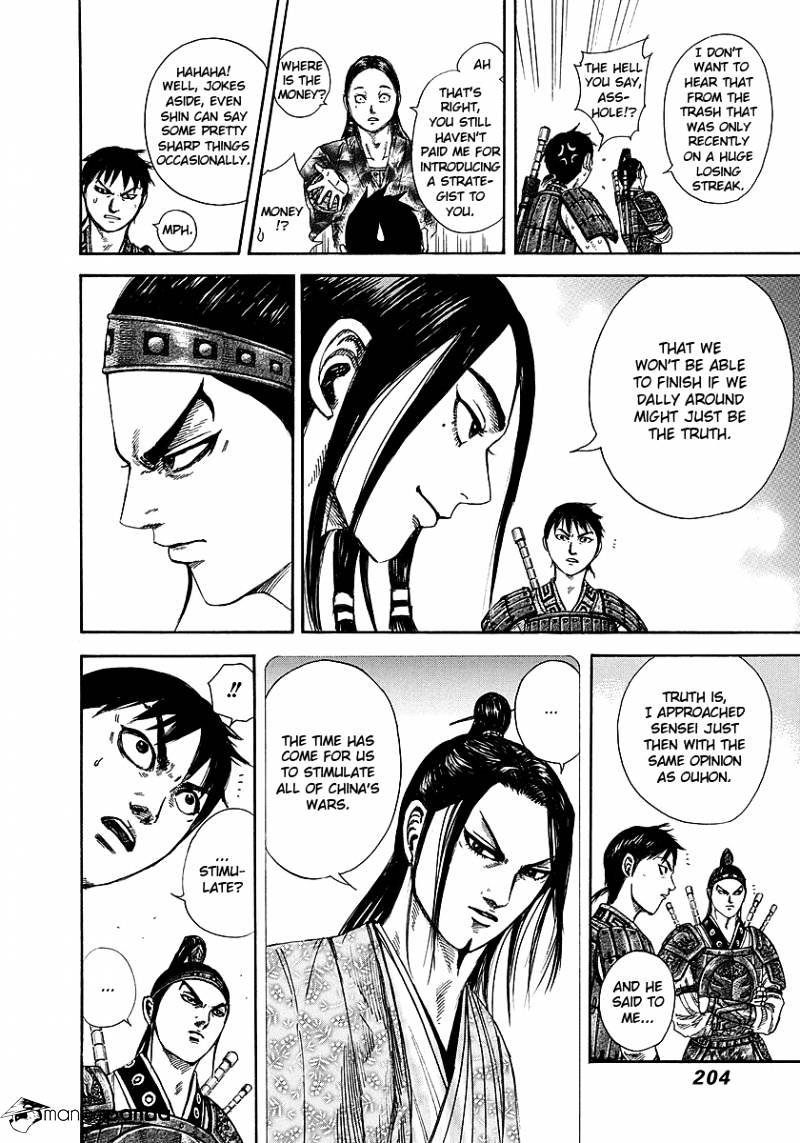 I DON'T
WANT TO
HEAR THAT
FROM THE
TRASH THAT
WAS ONLY
RECENTLY
ON A HUGE
LOSING
STREAK.
THE HELL
YOU SAY,
ASS-
HOLE!?
AH
THAT'S
RIGHT,
YOU STILL
HAVEN'T
PAID ME FOR
INTRODUCING
A STRATE-
GIST TO
YOU.
WHERE
IS THE
MONEY?
MONEY
!?
HAHAHA!
WELL, JOKES
ASIDE, EVEN
SHIN CAN SAY
SOME PRETTY
SHARP THINGS
OCCASIONALLY.
MPH.
THAT WE
WON'T BE ABLE
TO FINISH IF WE
DALLY AROUND
MIGHT JUST BE
THE TRUTH.
TRUTH IS,
I APPROACHED
SENSEI JUST
THEN WITH THE
SAME OPINION
AS OUHON.
AND HE
SAID TO
ME...
...
THE TIME HAS
COME FOR US
TO STIMULATE
ALL OF CHINA'S
WARS.
!!
...
STIMU-
LATE?
...
204
mangapanda